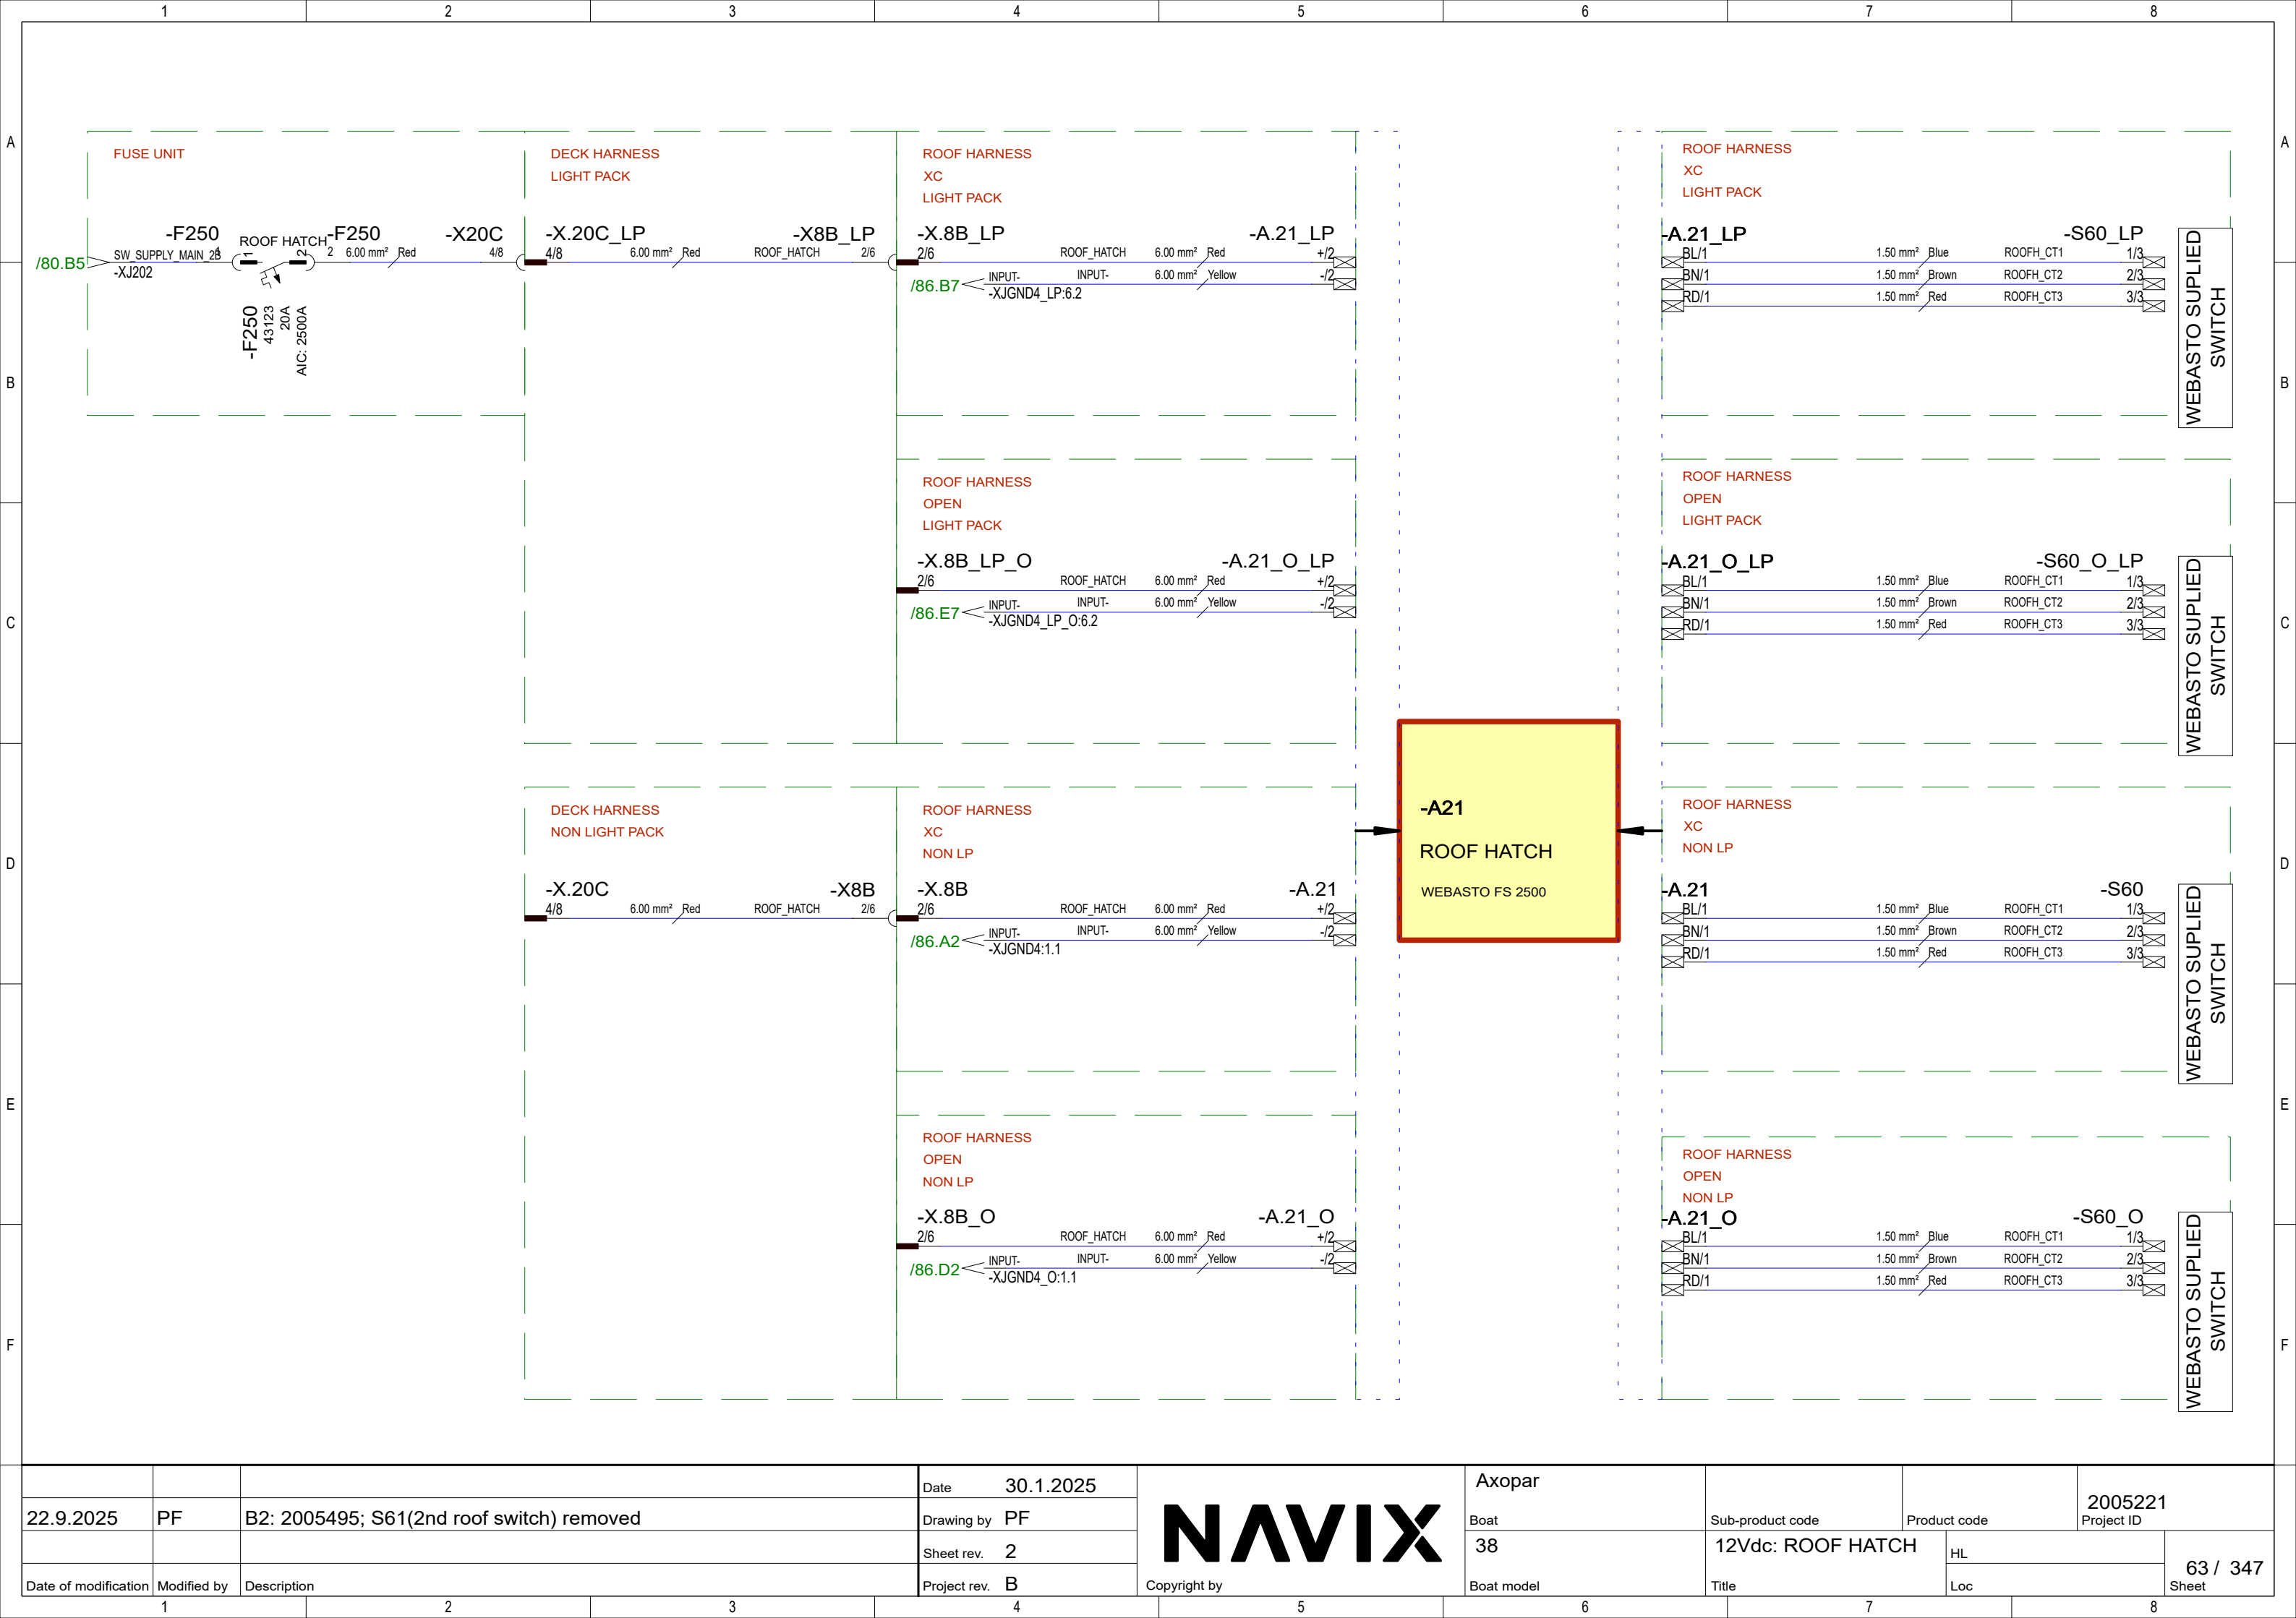 1 2 3 4 5 6 7 8
A A
B B
C C
D D
E E
F F
FUSE UNIT
-F250
ROOF HATCH
-F250
-X20C
/80.B5
SW_SUPPLY_MAIN_2B
-XJ202
1
2
2 6.00 mm² Red 4/8
-F250
43123
20A
AIC: 2500A
DECK HARNESS
LIGHT PACK
-X.20C_LP -X8B_LP
4/8 6.00 mm² Red ROOF_HATCH 2/6
ROOF HARNESS
XC
LIGHT PACK
-X.8B_LP -A.21_LP
2/6 ROOF_HATCH 6.00 mm² Red +/2
/86.B7 INPUT- INPUT- 6.00 mm² Yellow -/2
-XJGND4_LP:6.2
ROOF HARNESS
OPEN
LIGHT PACK
-X.8B_LP_O -A.21_O_LP
2/6 ROOF_HATCH 6.00 mm² Red +/2
/86.E7 INPUT- INPUT- 6.00 mm² Yellow -/2
-XJGND4_LP_O:6.2
DECK HARNESS
NON LIGHT PACK
-X.20C -X8B
4/8 6.00 mm² Red ROOF_HATCH 2/6
ROOF HARNESS
XC
NON LP
-X.8B -A.21
2/6 ROOF_HATCH 6.00 mm² Red +/2
/86.A2 INPUT- INPUT- 6.00 mm² Yellow -/2
-XJGND4:1.1
ROOF HARNESS
OPEN
NON LP
-X.8B_O -A.21_O
2/6 ROOF_HATCH 6.00 mm² Red +/2
/86.D2 INPUT- INPUT- 6.00 mm² Yellow -/2
-XJGND4_O:1.1
-A21
ROOF HATCH
WEBASTO FS 2500
ROOF HARNESS
XC
LIGHT PACK
-A.21_LP -S60_LP
BL/1 1.50 mm² Blue ROOFH_CT1 1/3
BN/1 1.50 mm² Brown ROOFH_CT2 2/3
RD/1 1.50 mm² Red ROOFH_CT3 3/3
WEBASTO SUPLIED
SWITCH
ROOF HARNESS
OPEN
LIGHT PACK
-A.21_O_LP -S60_O_LP
BL/1 1.50 mm² Blue ROOFH_CT1 1/3
BN/1 1.50 mm² Brown ROOFH_CT2 2/3
RD/1 1.50 mm² Red ROOFH_CT3 3/3
WEBASTO SUPLIED
SWITCH
ROOF HARNESS
XC
NON LP
-A.21 -S60
BL/1 1.50 mm² Blue ROOFH_CT1 1/3
BN/1 1.50 mm² Brown ROOFH_CT2 2/3
RD/1 1.50 mm² Red ROOFH_CT3 3/3
WEBASTO SUPLIED
SWITCH
ROOF HARNESS
OPEN
NON LP
-A.21_O -S60_O
BL/1 1.50 mm² Blue ROOFH_CT1 1/3
BN/1 1.50 mm² Brown ROOFH_CT2 2/3
RD/1 1.50 mm² Red ROOFH_CT3 3/3
WEBASTO SUPLIED
SWITCH
22.9.2025 PF B2: 2005495; S61(2nd roof switch) removed
Date of modification Modified by Description
Date 30.1.2025
Drawing by PF
Sheet rev. 2
Project rev. B
NAVIX
Copyright by
Axopar
Boat
38
Boat model
Sub-product code
Product code
2005221
Project ID
12Vdc: ROOF HATCH
Title
HL
Loc
63 / 347
Sheet
1 2 3 4 5 6 7 8